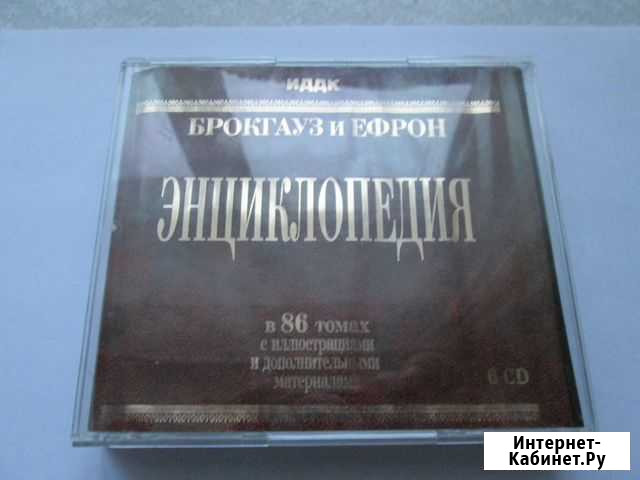 ИДДК
БРОКГАУЗ и ЕФРОН
ЭНЦИКЛОПЕДИЯ
в 86 томах
с иллюстрациями
и дополнительными
материалами
6 CD
Интернет-
Кабинет.Ру